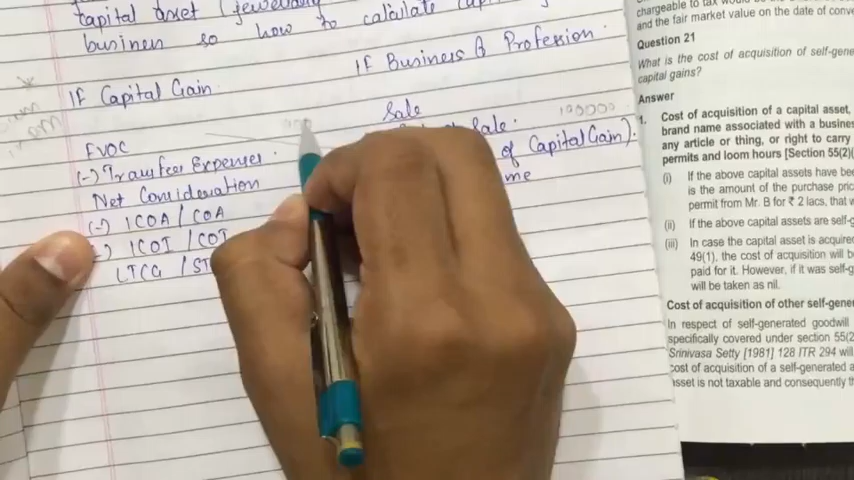 capital asset (jewellery
business so how to calculate
IF Capital Gain
IF Business & Profession.
FVOC
(-) Transfer Expenses.
Net Consideration
(-) ICOA / COA
(-) ICOT / COT
LTCG / ST
Sale
100000
Sale.
of Capital Gain).
me
chargeable to tax
and the fair market value on the date of conve
Question 21
What is the cost of acquisition of self-gene
capital gains?
Answer
1. Cost of acquisition of a capital asset,
brand name associated with a busine
any article or thing, or right to carry
permits and loom hours [Section 55(2)
(i) If the above capital assets have bee
is the amount of the purchase pric
permit from Mr. B for ₹ 2 lacs, that w
(ii) If the above capital assets are self-g
(iii) In case the capital asset is acquired
49(1), the cost of acquisition will b
paid for it. However, if it was self-g
will be taken as nil.
Cost of acquisition of other self-gener
In respect of self-generated goodwill
specifically covered under section 55(2
Srinivasa Setty [1981] 128 ITR 294 will
cost of acquisition of a self-generated a
asset is not taxable and consequently th